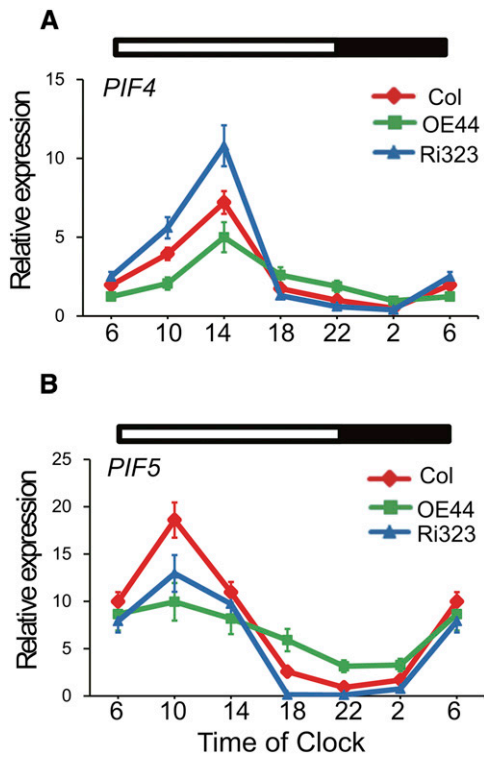 A
PIF4
Col
OE44
Ri323
Relative expression
15
10
5
0
6 10 14 18 22 2 6
B
PIF5
Col
OE44
Ri323
Relative expression
25
20
15
10
5
0
6 10 14 18 22 2 6
Time of Clock